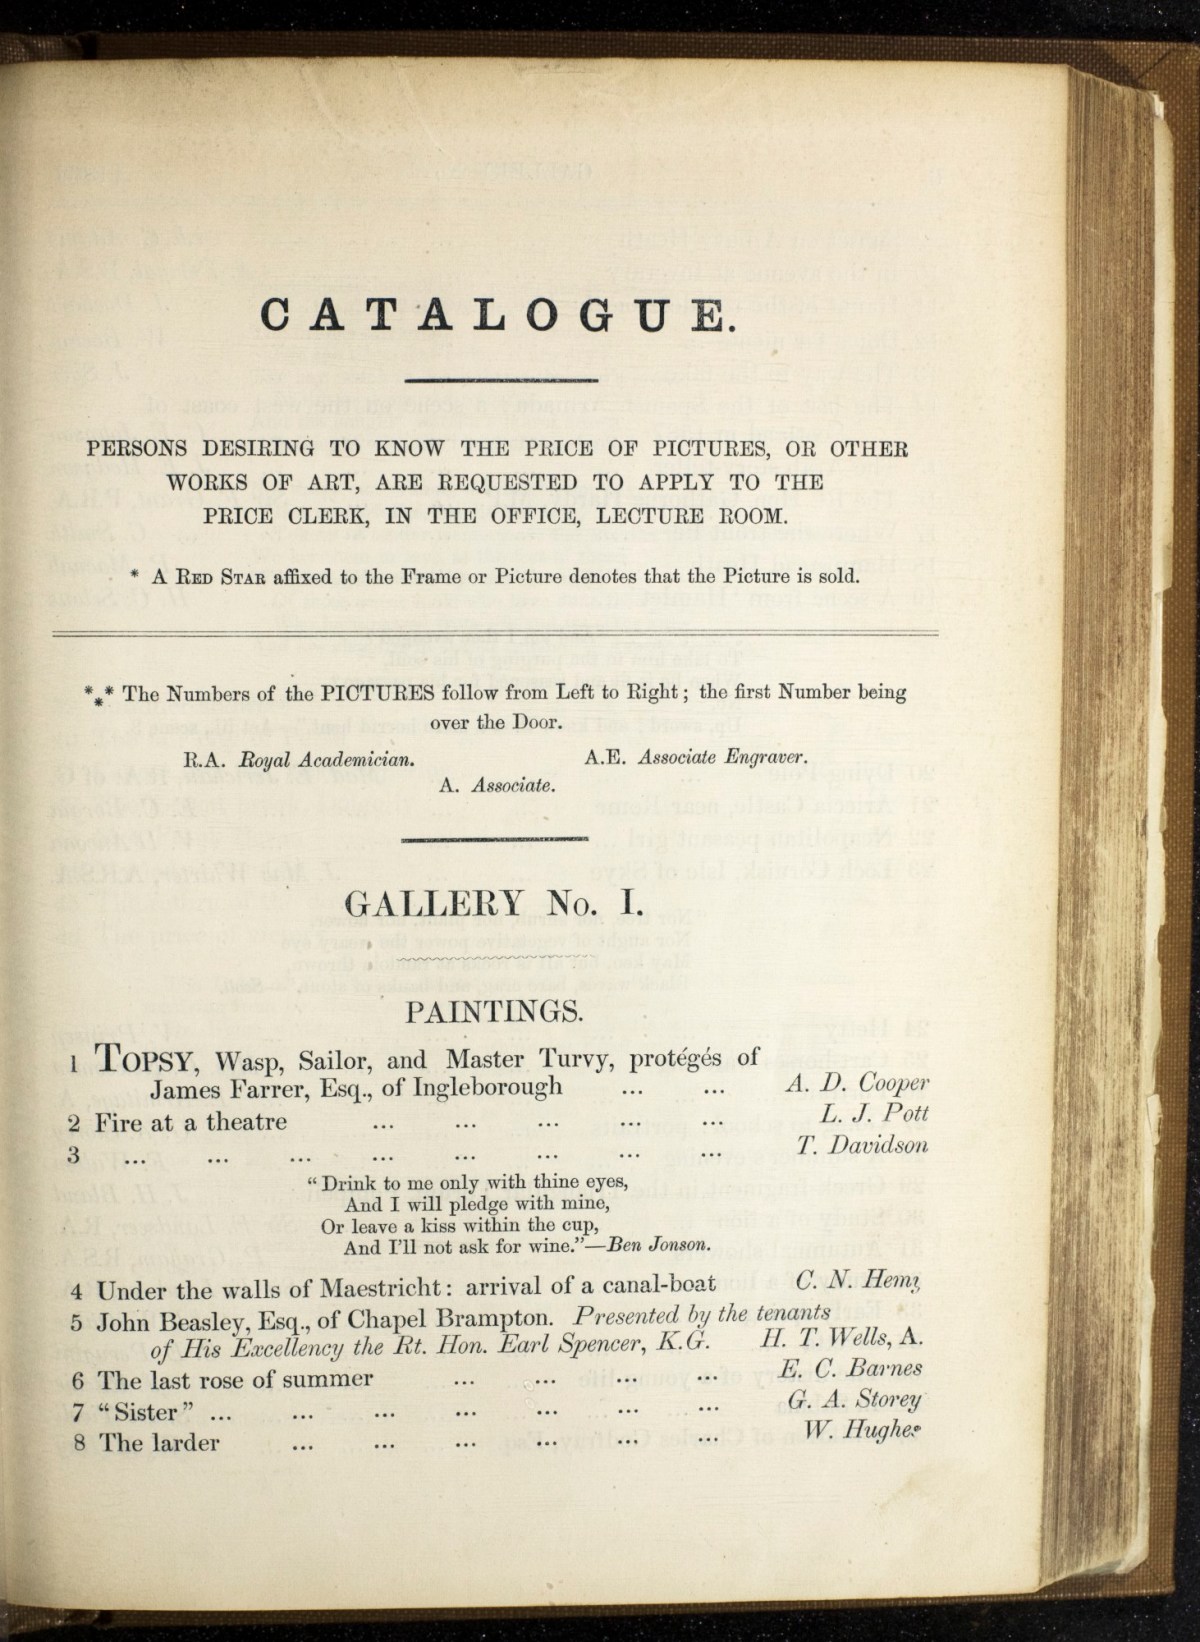 CATALOGUE.
PERSONS DESIRING TO KNOW THE PRICE OF PICTURES, OR OTHER
WORKS OF ART, ARE REQUESTED TO APPLY TO THE
PRICE CLERK, IN THE OFFICE, LECTURE ROOM.
* A RED STAR affixed to the Frame or Picture denotes that the Picture is sold.
*** The Numbers of the PICTURES follow from Left to Right; the first Number being
over the Door.
R.A. Royal Academician. A.E. Associate Engraver.
A. Associate.
GALLERY No. I.
PAINTINGS.
1 TOPSY, Wasp, Sailor, and Master Turvy, protégés of
James Farrer, Esq., of Ingleborough ... ... A. D. Cooper
2 Fire at a theatre ... ... ... ... ... L. J. Pott
3 ... ... ... ... ... ... ... ... T. Davidson
"Drink to me only with thine eyes,
And I will pledge with mine,
Or leave a kiss within the cup,
And I'll not ask for wine."—Ben Jonson.
4 Under the walls of Maestricht: arrival of a canal-boat C. N. Hemy
5 John Beasley, Esq., of Chapel Brampton. Presented by the tenants
of His Excellency the Rt. Hon. Earl Spencer, K.G. H. T. Wells, A.
6 The last rose of summer ... ... ... ... E. C. Barnes
7 "Sister" ... ... ... ... ... ... ... G. A. Storey
8 The larder ... ... ... ... ... ... W. Hughes